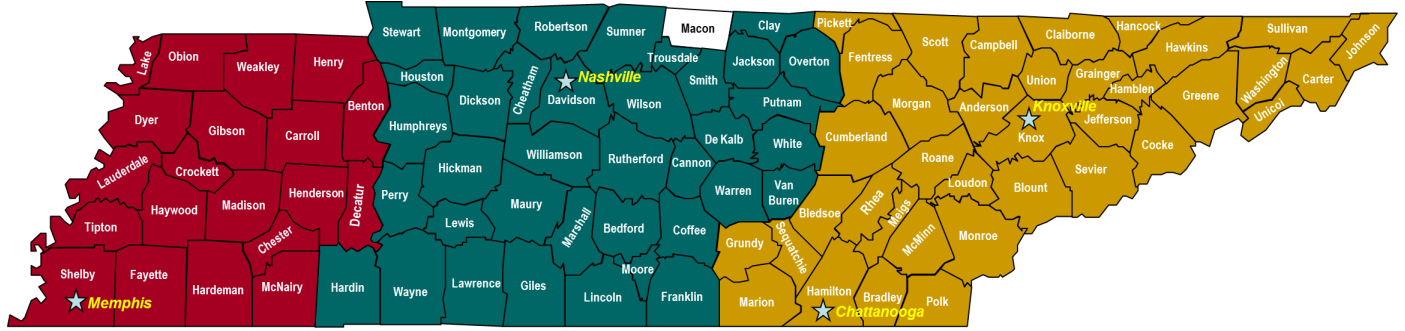 Lake
Obion
Weakley
Henry
Dyer
Gibson
Carroll
Benton
Lauderdale
Crockett
Haywood
Madison
Henderson
Decatur
Tipton
Chester
Shelby
Memphis
Fayette
Hardeman
McNairy
Stewart
Montgomery
Robertson
Sumner
Macon
Clay
Trousdale
Houston
Dickson
Cheatham
Nashville
Davidson
Wilson
Smith
Jackson
Overton
Putnam
Humphreys
Hickman
Williamson
Rutherford
Cannon
De Kalb
White
Perry
Lewis
Maury
Marshall
Bedford
Coffee
Warren
Van
Buren
Hardin
Wayne
Lawrence
Giles
Lincoln
Moore
Franklin
Pickett
Fentress
Scott
Campbell
Claiborne
Hancock
Hawkins
Sullivan
Johnson
Morgan
Anderson
Union
Grainger
Hamblen
Greene
Washington
Carter
Unicoi
Knoxville
Knox
Jefferson
Cocke
Cumberland
Roane
Loudon
Blount
Sevier
Bledsoe
Rhea
Meigs
McMinn
Monroe
Grundy
Sequatchie
Marion
Hamilton
Chattanooga
Bradley
Polk